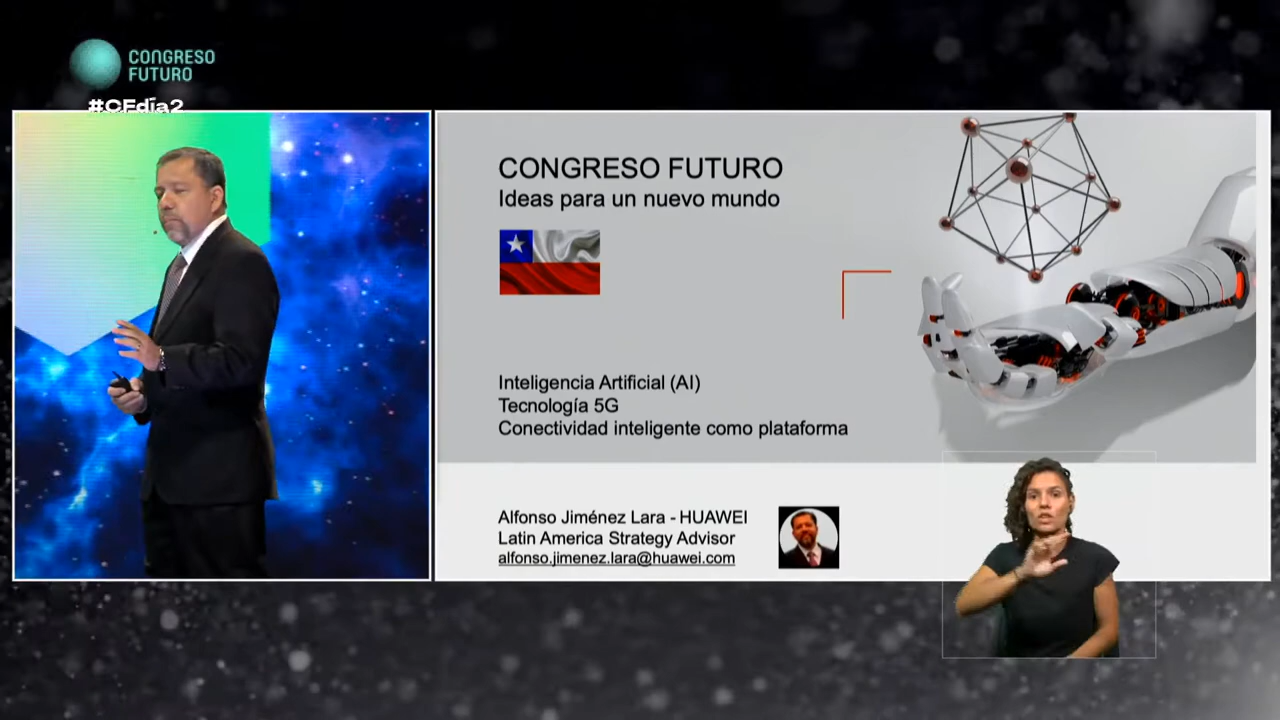 CONGRESO
FUTURO
#CFdía2
CONGRESO FUTURO
Ideas para un nuevo mundo
Inteligencia Artificial (AI)
Tecnología 5G
Conectividad inteligente como plataforma
Alfonso Jiménez Lara - HUAWEI
Latin America Strategy Advisor
alfonso.jimenez.lara@huawei.com